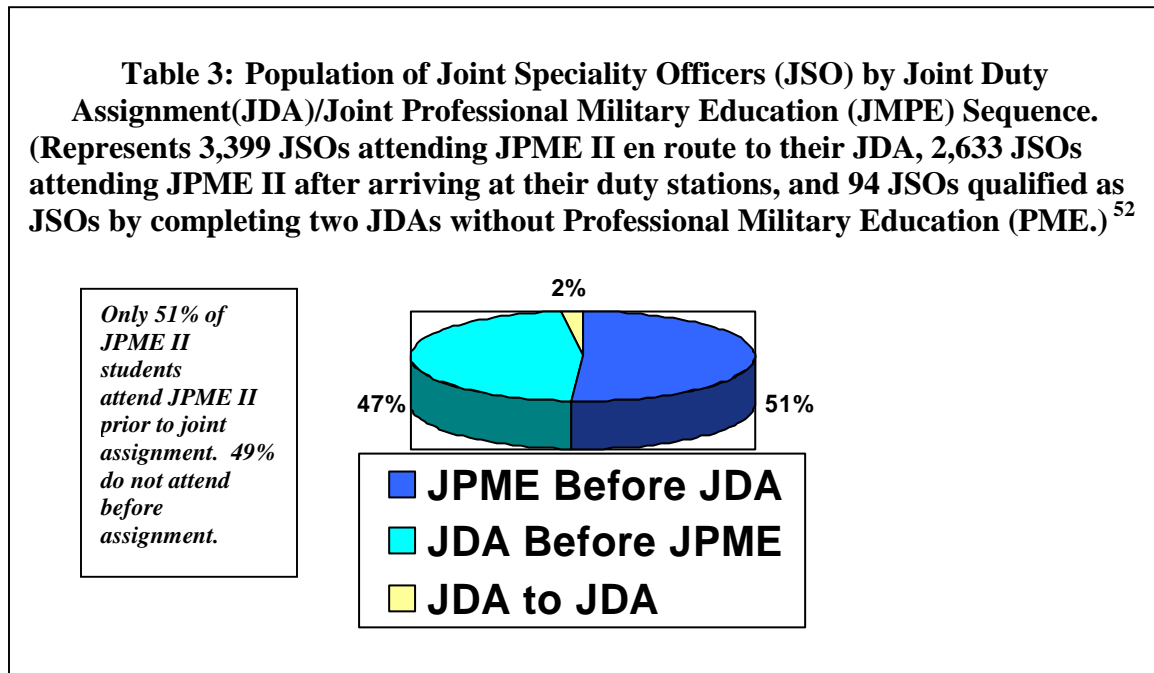 Table 3: Population of Joint Speciality Officers (JSO) by Joint Duty
Assignment(JDA)/Joint Professional Military Education (JMPE) Sequence.
(Represents 3,399 JSOs attending JPME II en route to their JDA, 2,633 JSOs
attending JPME II after arriving at their duty stations, and 94 JSOs qualified as
JSOs by completing two JDAs without Professional Military Education (PME.) 52
Only 51% of
JPME II
students
attend JPME II
prior to joint
assignment. 49%
do not attend
before
assignment.
2%
47%
51%
JPME Before JDA
JDA Before JPME
JDA to JDA